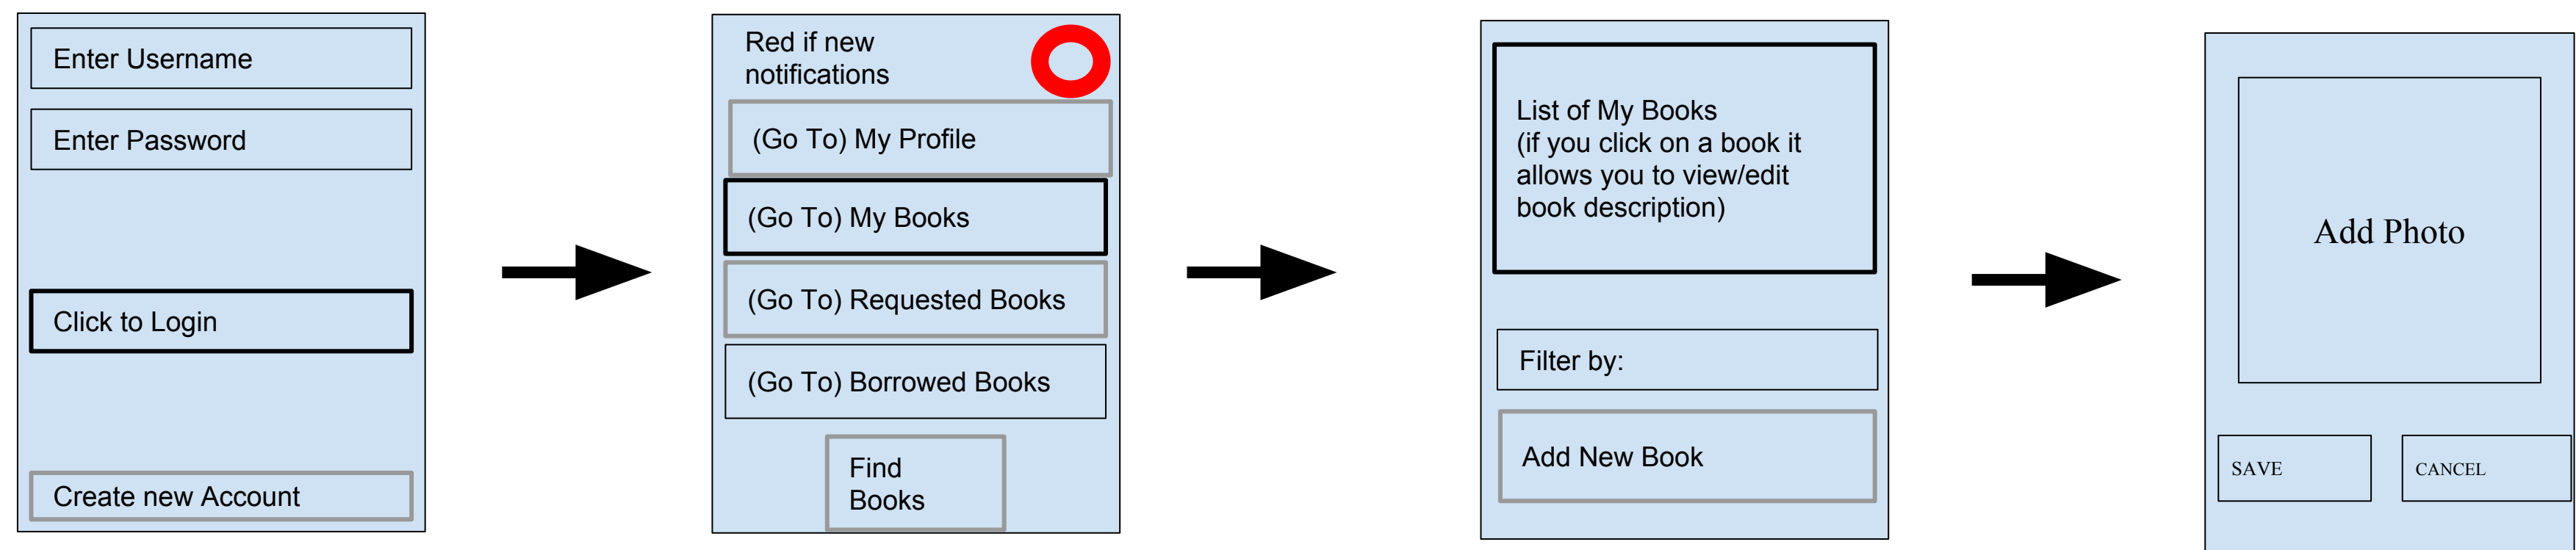 Enter Username
Enter Password
Click to Login
Create new Account
Red if new
notifications
(Go To) My Profile
(Go To) My Books
(Go To) Requested Books
(Go To) Borrowed Books
Find
Books
List of My Books
(if you click on a book it
allows you to view/edit
book description)
Filter by:
Add New Book
Add Photo
SAVE
CANCEL